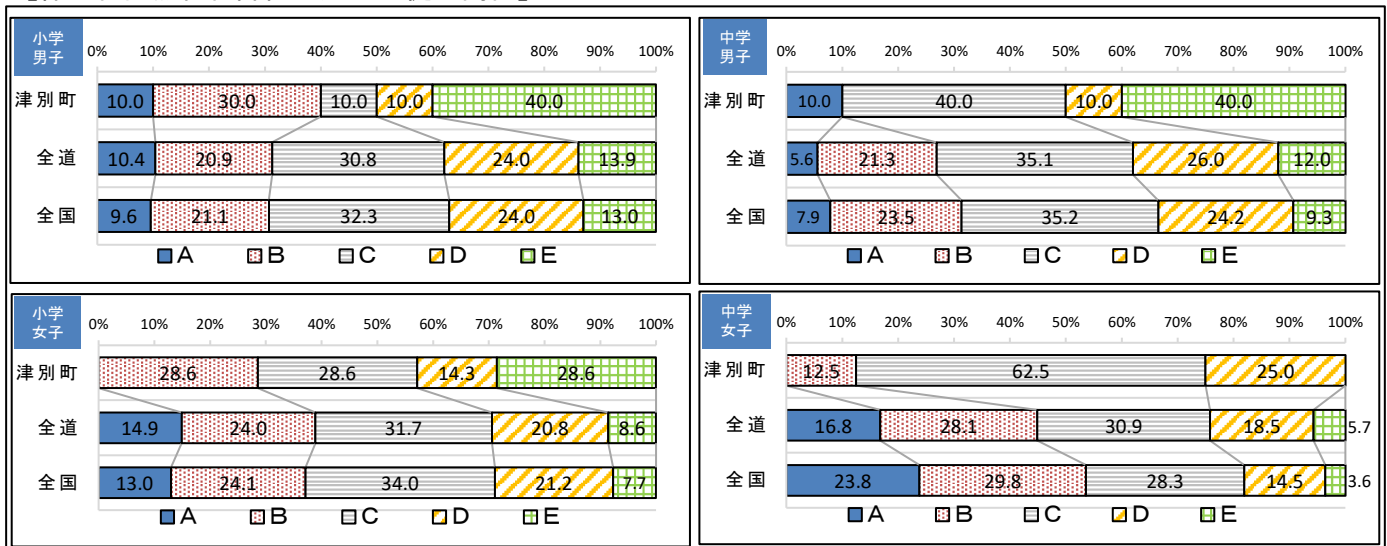 小学
男子
0% 10% 20% 30% 40% 50% 60% 70% 80% 90% 100%
津別町 10.0 30.0 10.0 10.0 40.0
全道 10.4 20.9 30.8 24.0 13.9
全国 9.6 21.1 32.3 24.0 13.0
A B C D E
中学
男子
0% 10% 20% 30% 40% 50% 60% 70% 80% 90% 100%
津別町 10.0 40.0 10.0 40.0
全道 5.6 21.3 35.1 26.0 12.0
全国 7.9 23.5 35.2 24.2 9.3
A B C D E
小学
女子
0% 10% 20% 30% 40% 50% 60% 70% 80% 90% 100%
津別町 28.6 28.6 14.3 28.6
全道 14.9 24.0 31.7 20.8 8.6
全国 13.0 24.1 34.0 21.2 7.7
A B C D E
中学
女子
0% 10% 20% 30% 40% 50% 60% 70% 80% 90% 100%
津別町 12.5 62.5 25.0
全道 16.8 28.1 30.9 18.5 5.7
全国 23.8 29.8 28.3 14.5 3.6
A B C D E